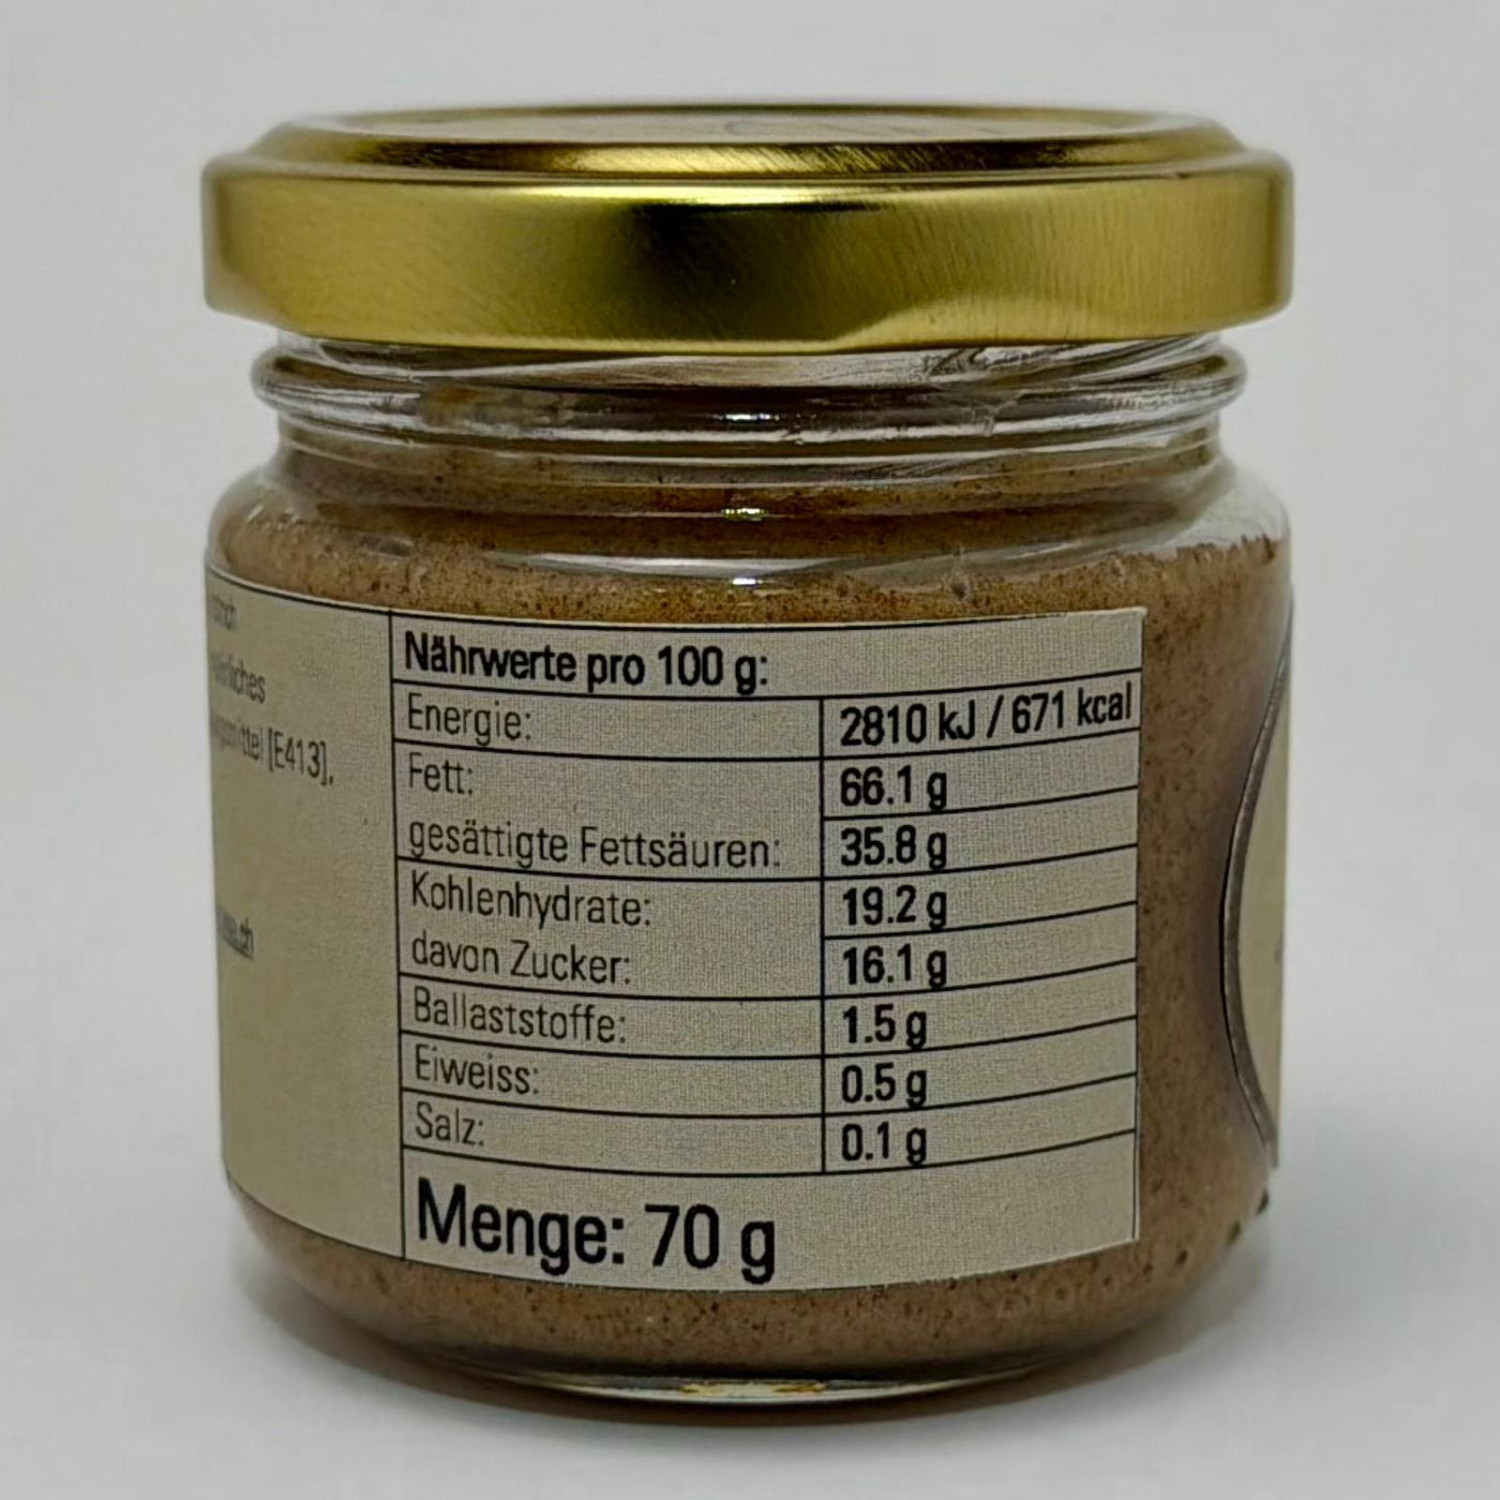 [E413],
Nährwerte pro 100 g:
Energie: 2810 kJ / 671 kcal
Fett: 66.1 g
gesättigte Fettsäuren: 35.8 g
Kohlenhydrate: 19.2 g
davon Zucker: 16.1 g
Ballaststoffe: 1.5 g
Eiweiss: 0.5 g
Salz: 0.1 g
Menge: 70 g